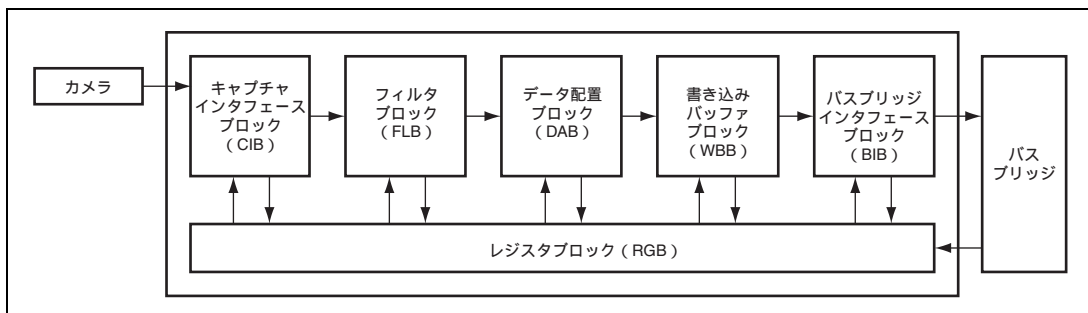 カメラ
キャプチャ
インタフェース
ブロック
（CIB）
フィルタ
ブロック
（FLB）
データ配置
ブロック
（DAB）
書き込み
バッファ
ブロック
（WBB）
バスブリッジ
インタフェース
ブロック
（BIB）
バス
ブリッジ
レジスタブロック（RGB）